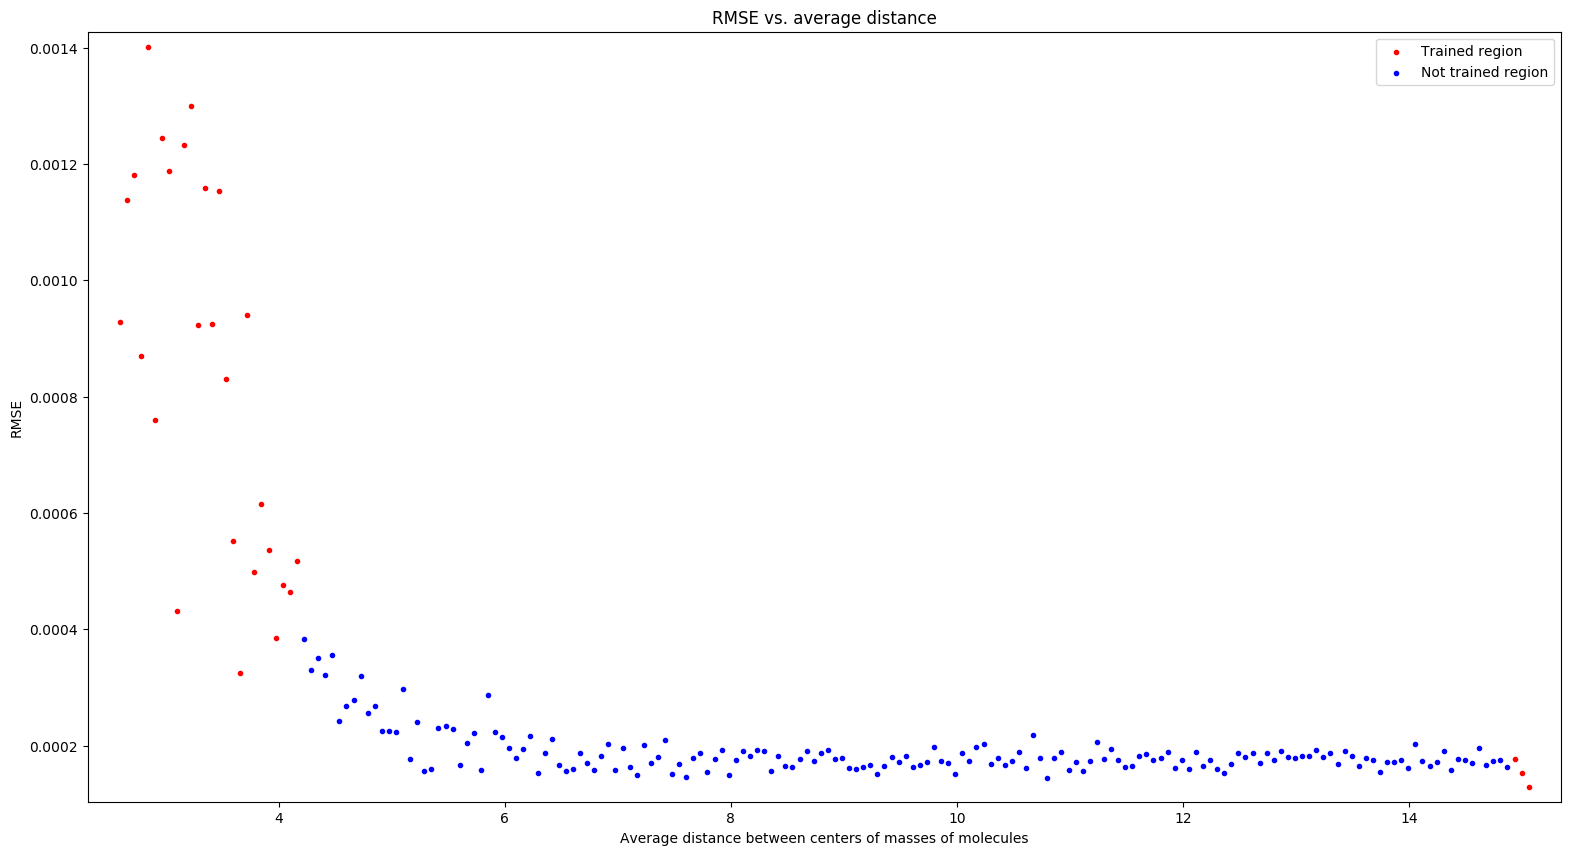 RMSE vs. average distance
Trained region
Not trained region
0.0014
0.0012
0.0010
0.0008
0.0006
0.0004
0.0002
RMSE
4 6 8 10 12 14
Average distance between centers of masses of molecules